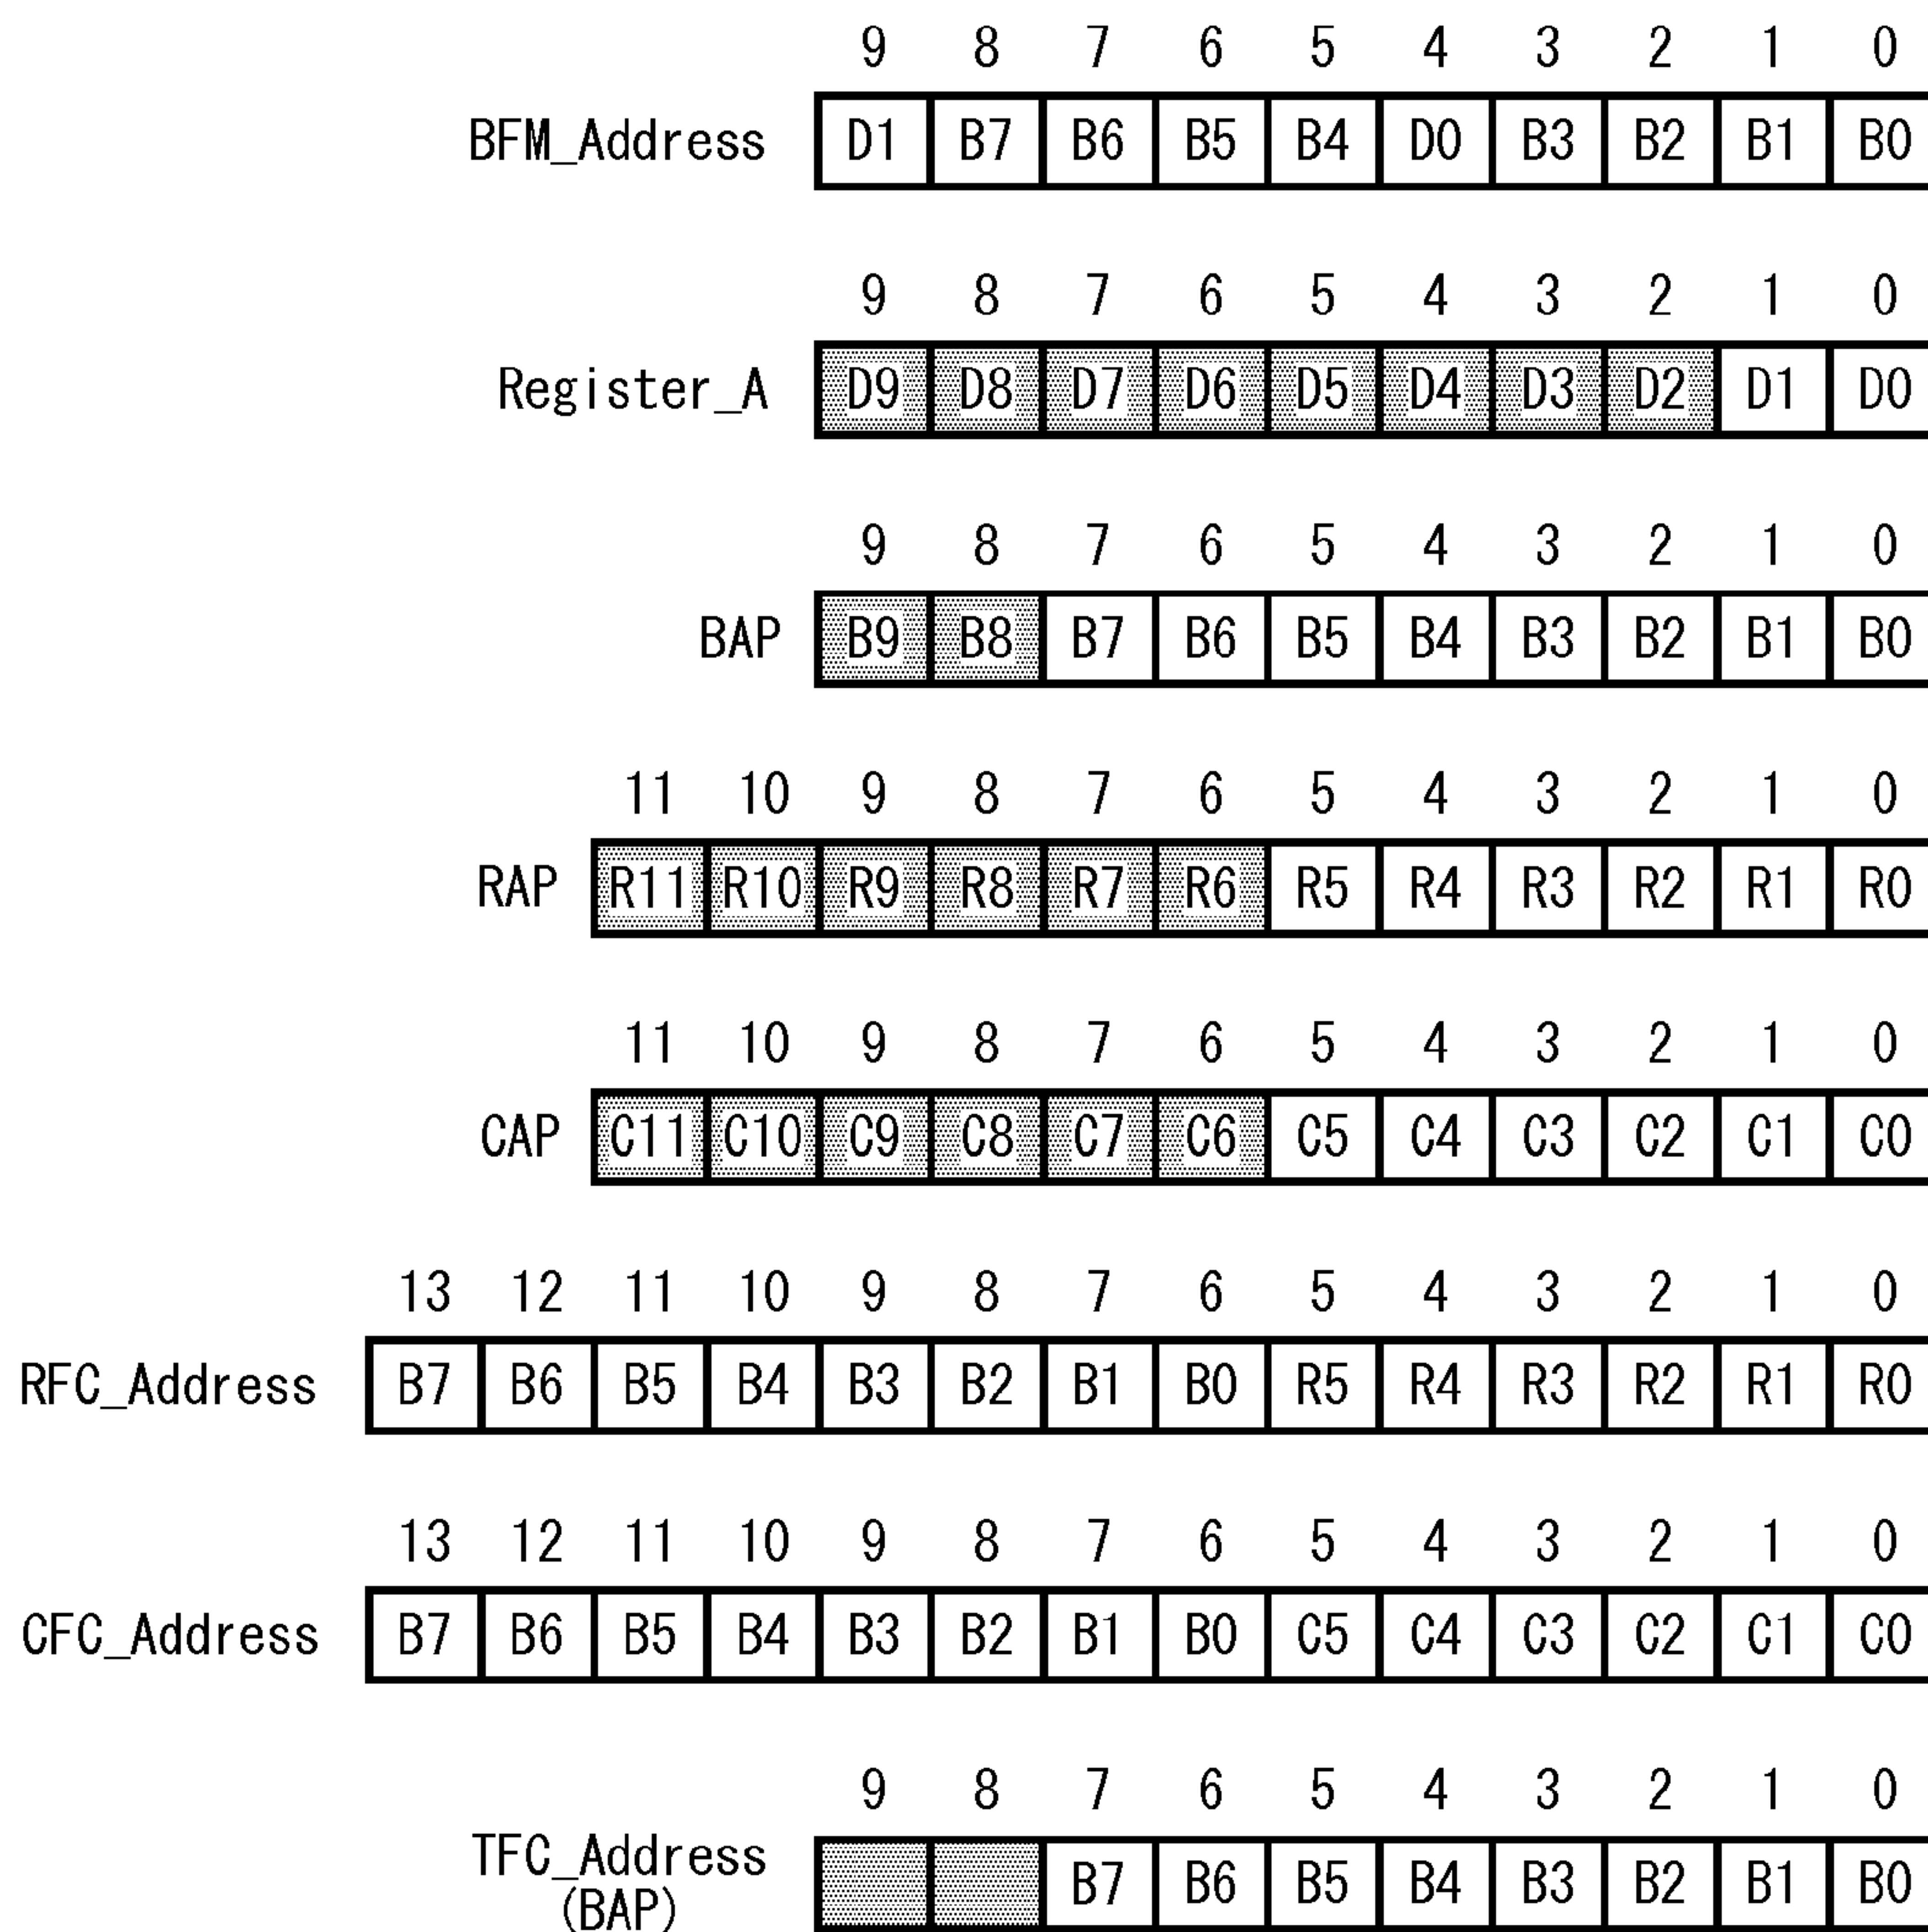 9 8 7 6 5 4 3 2 1 0
BFM_Address D1 B7 B6 B5 B4 D0 B3 B2 B1 B0
9 8 7 6 5 4 3 2 1 0
Register_A D9 D8 D7 D6 D5 D4 D3 D2 D1 D0
9 8 7 6 5 4 3 2 1 0
BAP B9 B8 B7 B6 B5 B4 B3 B2 B1 B0
11 10 9 8 7 6 5 4 3 2 1 0
RAP R11 R10 R9 R8 R7 R6 R5 R4 R3 R2 R1 R0
11 10 9 8 7 6 5 4 3 2 1 0
CAP C11 C10 C9 C8 C7 C6 C5 C4 C3 C2 C1 C0
13 12 11 10 9 8 7 6 5 4 3 2 1 0
RFC_Address B7 B6 B5 B4 B3 B2 B1 B0 R5 R4 R3 R2 R1 R0
13 12 11 10 9 8 7 6 5 4 3 2 1 0
CFC_Address B7 B6 B5 B4 B3 B2 B1 B0 C5 C4 C3 C2 C1 C0
9 8 7 6 5 4 3 2 1 0
TFC_Address B7 B6 B5 B4 B3 B2 B1 B0
(BAP)